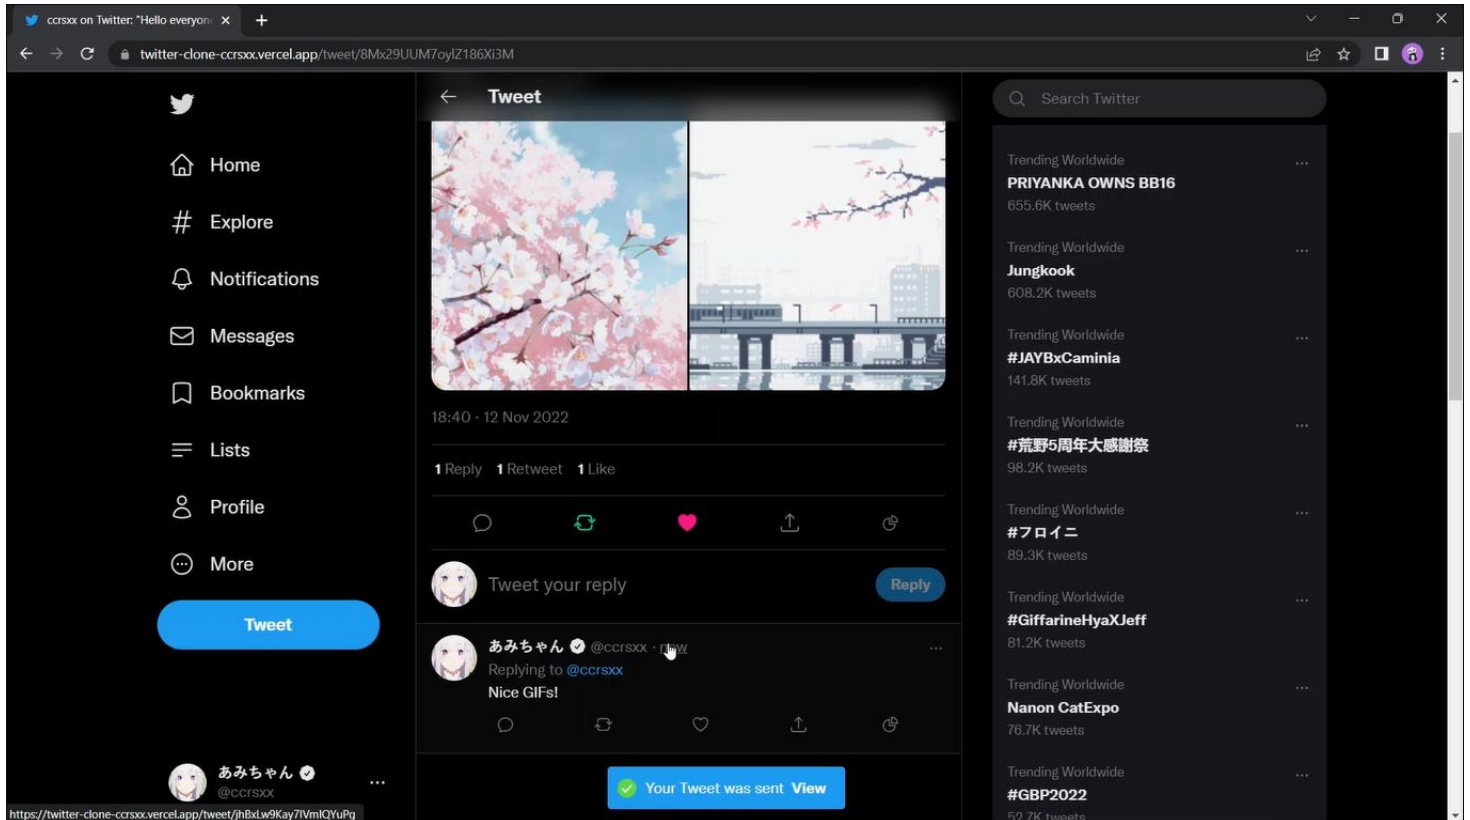 ccrsxx on Twitter: "Hello everyon
twitter-clone-ccrsxx.vercel.app/tweet/8Mx29UUM7oylZ186Xi3M
Home
Explore
Notifications
Messages
Bookmarks
Lists
Profile
More
Tweet
あみちゃん
@ccrsxx
https://twitter-clone-ccrsxx.vercel.app/tweet/jhBxLw9Kay7lVmlQYuPg
Tweet
18:40 · 12 Nov 2022
1 Reply 1 Retweet 1 Like
Tweet your reply
Reply
あみちゃん @ccrsxx · now
Replying to @ccrsxx
Nice GIFs!
Your Tweet was sent View
Search Twitter
Trending Worldwide
PRIYANKA OWNS BB16
655.6K tweets
Trending Worldwide
Jungkook
608.2K tweets
Trending Worldwide
#JAYBxCaminia
141.8K tweets
Trending Worldwide
#荒野5周年大感謝祭
98.2K tweets
Trending Worldwide
#フロイニ
89.3K tweets
Trending Worldwide
#GiffarineHyaXJeff
81.2K tweets
Trending Worldwide
Nanon CatExpo
76.7K tweets
Trending Worldwide
#GBP2022
52.7K tweets